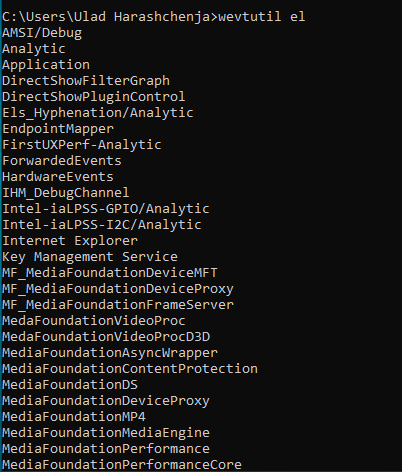 C:\Users\Ulad Harashchenja>wevtutil el
AMSI/Debug
Analytic
Application
DirectShowFilterGraph
DirectShowPluginControl
Els_Hyphenation/Analytic
EndpointMapper
FirstUXPerf-Analytic
ForwardedEvents
HardwareEvents
IHM_DebugChannel
Intel-iaLPSS-GPIO/Analytic
Intel-iaLPSS-I2C/Analytic
Internet Explorer
Key Management Service
MF_MediaFoundationDeviceMFT
MF_MediaFoundationDeviceProxy
MF_MediaFoundationFrameServer
MedaFoundationVideoProc
MedaFoundationVideoProcD3D
MediaFoundationAsyncWrapper
MediaFoundationContentProtection
MediaFoundationDS
MediaFoundationDeviceProxy
MediaFoundationMP4
MediaFoundationMediaEngine
MediaFoundationPerformance
MediaFoundationPerformanceCore